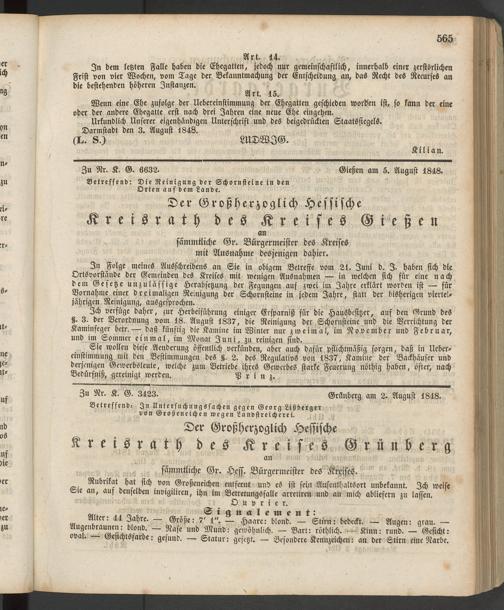 565
Art. 14.
In dem letzten Falle haben die Ehegatten, jedoch nur gemeinschaftlich, innerhalb einer zerstörlichen
Frist von vier Wochen, vom Tage der Bekanntmachung der Entscheidung an, das Recht des Recurses an
die bestehenden höheren Instanzen.
Art. 15.
Wenn eine Ehe zufolge der Uebereinstimmung der Ehegatten geschieden worden ist, so kann der eine
oder der andere Ehegatte erst nach drei Jahren eine neue Ehe eingehen.
Urkundlich Unserer eigenhändigen Unterschrift und des beigedrückten Staatssiegels.
Darmstadt den 3. August 1848.
(L. S.) LUDWIG.
Kilian.
Zu Nr. K. G. 6632. Gießen am 5. August 1848.
Betreffend: Die Reinigung der Schornsteine in den
Orten auf dem Lande.
Der Großherzoglich Hessische
Kreisrath des Kreises Gießen
an
sämmtliche Gr. Bürgermeister des Kreises
mit Ausnahme desjenigen dahier.
In Folge meines Ausschreibens an Sie in obigem Betreffe vom 21. Juni d. J. haben sich die
Ortsvorstände der Gemeinden des Kreises mit wenigen Ausnahmen — in welchen sich für eine nach
dem Gesetze unzulässige Herabsetzung der Fegungen auf zwei im Jahre erklärt worden ist — für
Vornahme einer dreimaligen Reinigung der Schornsteine in jedem Jahre, statt der bisherigen viertel-
jährigen Reinigung, ausgesprochen.
Ich verfüge daher, zur Herbeiführung einiger Ersparniß für die Hausbesitzer, auf den Grund des
§. 3. der Verordnung vom 18. August 1837, die Reinigung der Schornsteine und die Verrichtung der
Kaminfeger betr. — daß künftig die Kamine im Winter nur zweimal, im November und Februar,
und im Sommer einmal, im Monat Juni, zu reinigen sind.
Sie wollen diese Aenderung öffentlich verkünden, aber auch dafür pflichtmäßig sorgen, daß in Ueber-
einstimmung mit den Bestimmungen des §. 2. des Regulativs von 1837, Kamine der Backhäuser und
derjenigen Gewerbsleute, welche zum Betriebe ihres Gewerbes starke Feuerung nöthig haben, öfter, nach
Bedürfniß, gereinigt werden. Prinz.
Zu Nr. K. G. 3423. Grünberg am 2. August 1848.
Betreffend: In Untersuchungssachen gegen Georg Lißberger
von Großeneichen wegen Landstreicherei.
Der Großherzoglich Hessische
Kreisrath des Kreises Grünberg
an
sämmtliche Gr. Hess. Bürgermeister des Kreises.
Rubrikat hat sich von Großeneichen entfernt und es ist sein Aufenthaltsort unbekannt. Ich weise
Sie an, auf denselben invigiliren, ihn im Betretungsfalle arretiren und an mich abliefern zu lassen.
Ouvrier.
Signalement:
Alter: 44 Jahre. — Größe: 7' 1". — Haare: blond. — Stirn: bedeckt. — Augen: grau. —
Augenbraunen: blond. — Nase und Mund: gewöhnlich. — Bart: röthlich. — Kinn: rund. — Gesicht:
oval. — Gesichtsfarbe: gesund. — Statur: gesetzt. — Besondere Kennzeichen: an der Stirn eine Narbe.